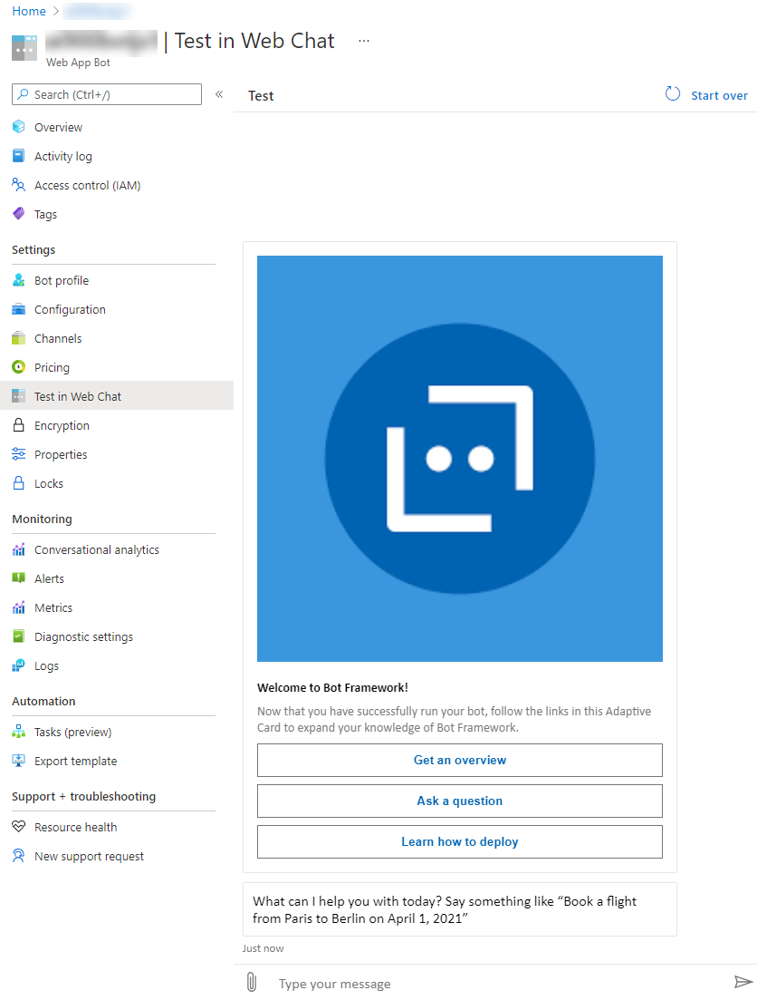 Home >
| Test in Web Chat ...
Web App Bot
Search (Ctrl+/)
«
Test
Start over
Overview
Activity log
Access control (IAM)
Tags
Settings
Bot profile
Configuration
Channels
Pricing
Test in Web Chat
Encryption
Properties
Locks
Monitoring
Conversational analytics
Alerts
Metrics
Diagnostic settings
Logs
Automation
Tasks (preview)
Export template
Support + troubleshooting
Resource health
New support request
Welcome to Bot Framework!
Now that you have successfully run your bot, follow the links in this Adaptive
Card to expand your knowledge of Bot Framework.
Get an overview
Ask a question
Learn how to deploy
What can I help you with today? Say something like “Book a flight
from Paris to Berlin on April 1, 2021”
Just now
Type your message